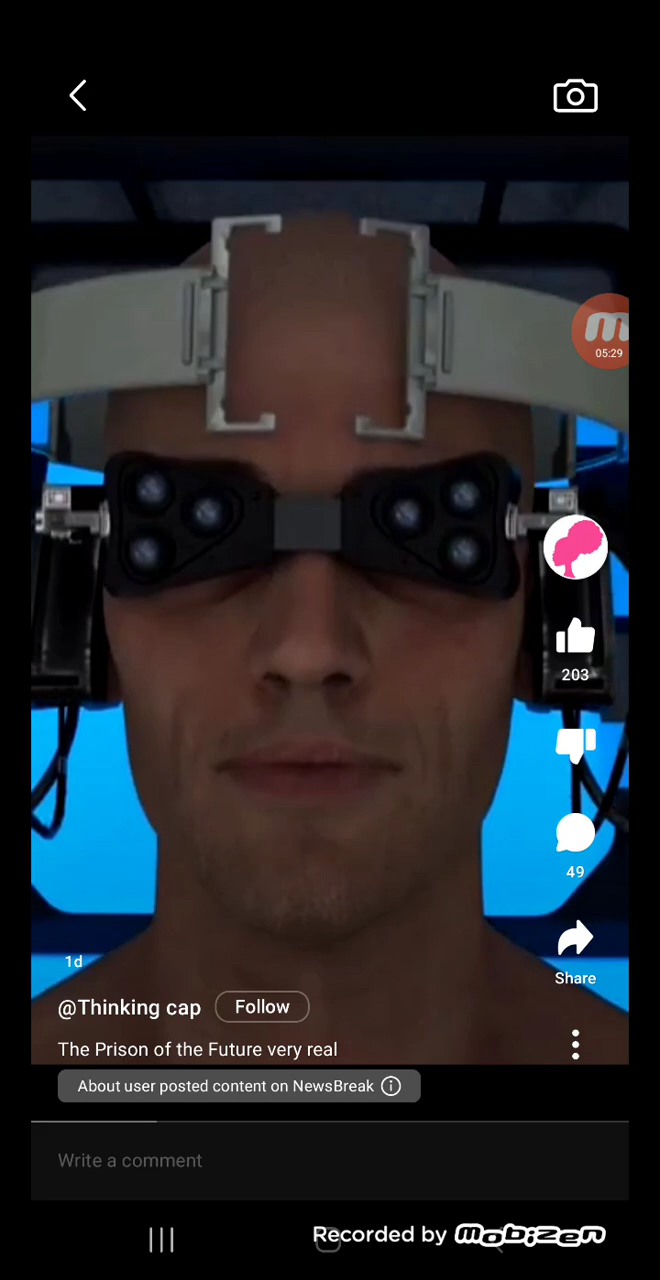 05:29
203
49
Share
1d
@Thinking cap
Follow
The Prison of the Future very real
About user posted content on NewsBreak
Write a comment
Recorded by mobizen